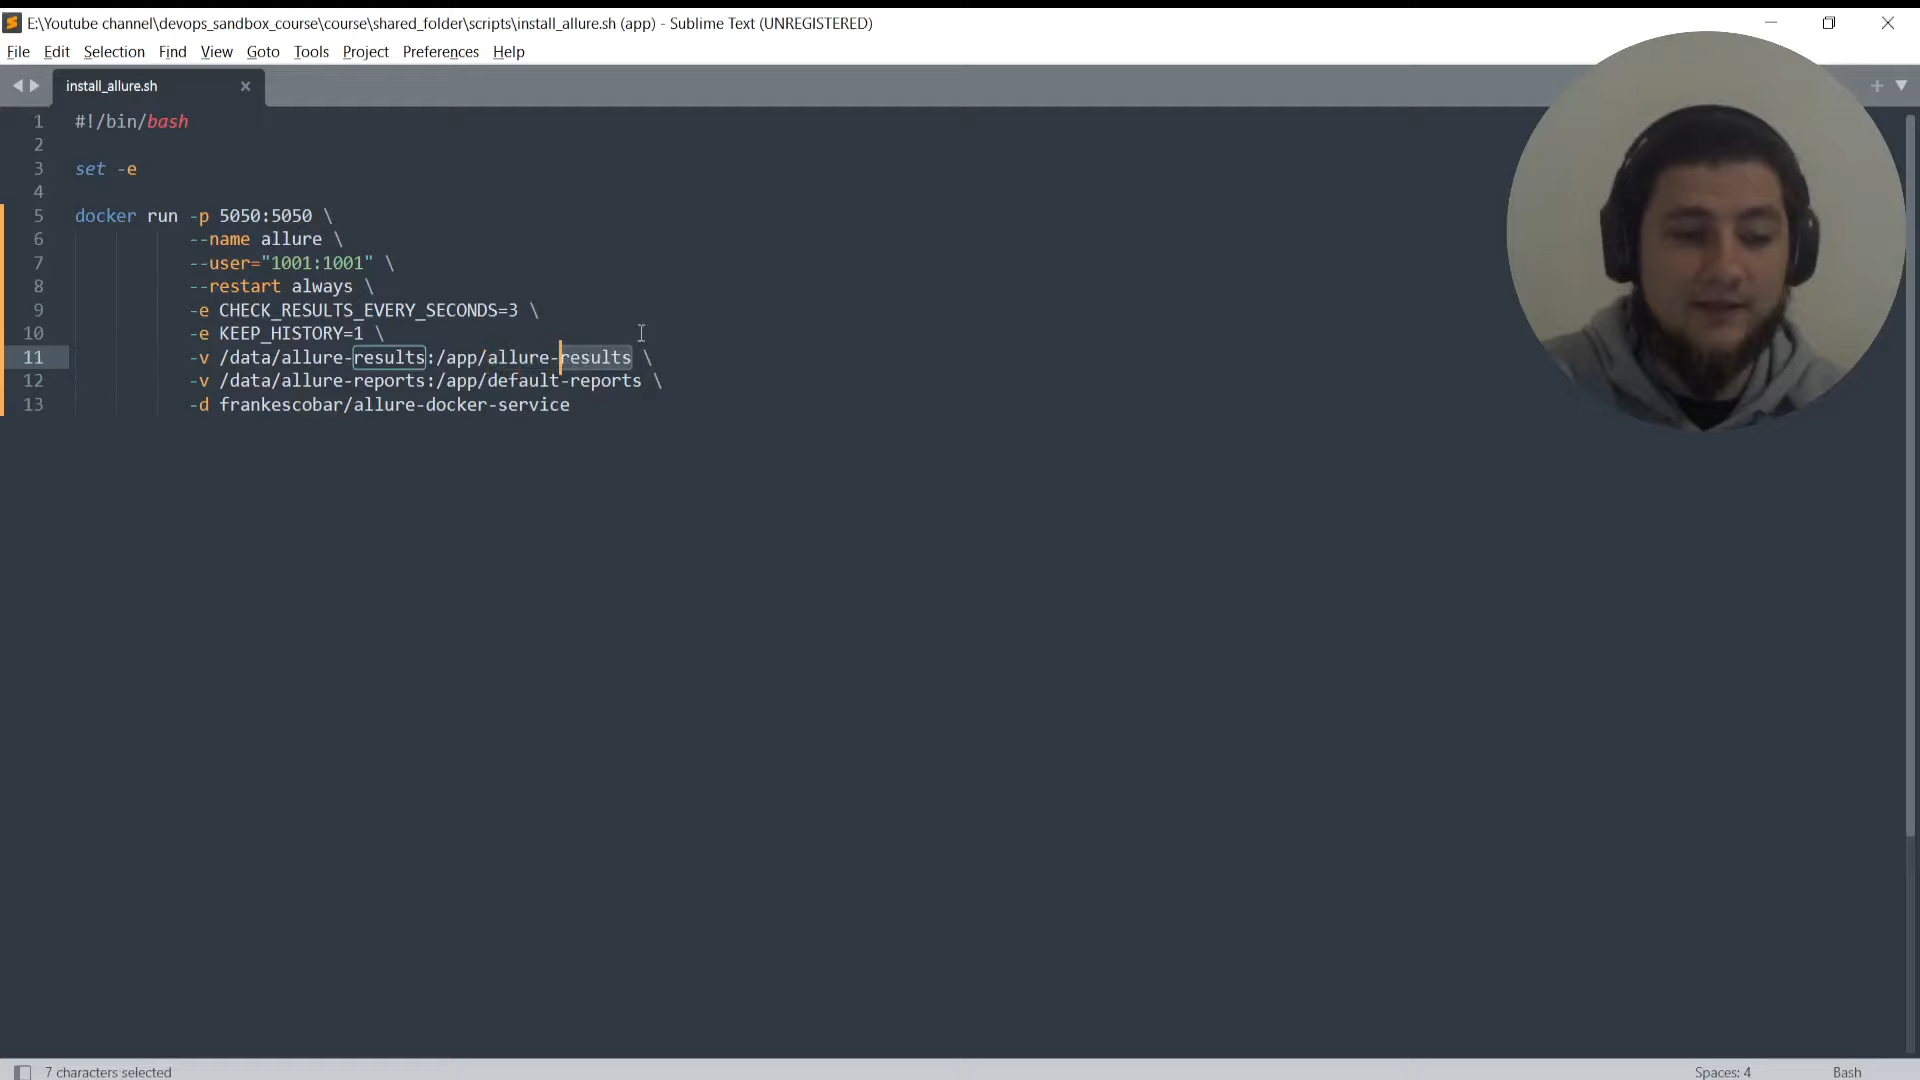 E:\Youtube channel\devops_sandbox_course\course\shared_folder\scripts\install_allure.sh (app) - Sublime Text (UNREGISTERED)
File Edit Selection Find View Goto Tools Project Preferences Help
install_allure.sh
1 #!/bin/bash
2
3 set -e
4
5 docker run -p 5050:5050 \
6 --name allure \
7 --user="1001:1001" \
8 --restart always \
9 -e CHECK_RESULTS_EVERY_SECONDS=3 \
10 -e KEEP_HISTORY=1 \
11 -v /data/allure-results:/app/allure-results \
12 -v /data/allure-reports:/app/default-reports \
13 -d frankescobar/allure-docker-service
7 characters selected Spaces: 4 Bash